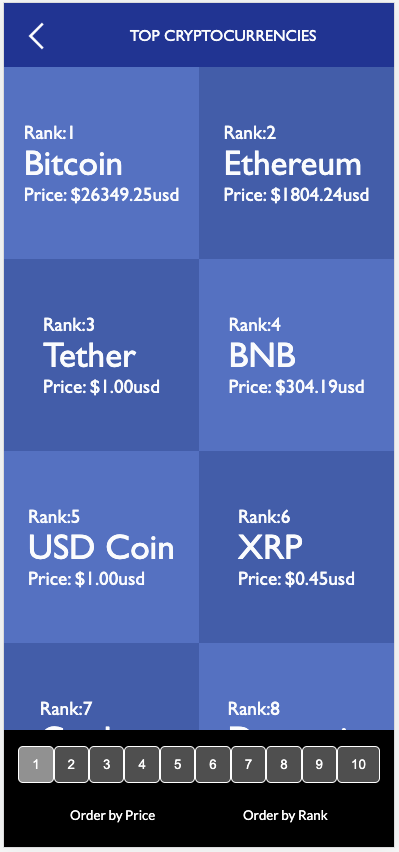 TOP CRYPTOCURRENCIES
Rank:1
Bitcoin
Price: $26349.25usd
Rank:2
Ethereum
Price: $1804.24usd
Rank:3
Tether
Price: $1.00usd
Rank:4
BNB
Price: $304.19usd
Rank:5
USD Coin
Price: $1.00usd
Rank:6
XRP
Price: $0.45usd
Rank:7
Rank:8
1 2 3 4 5 6 7 8 9 10
Order by Price Order by Rank